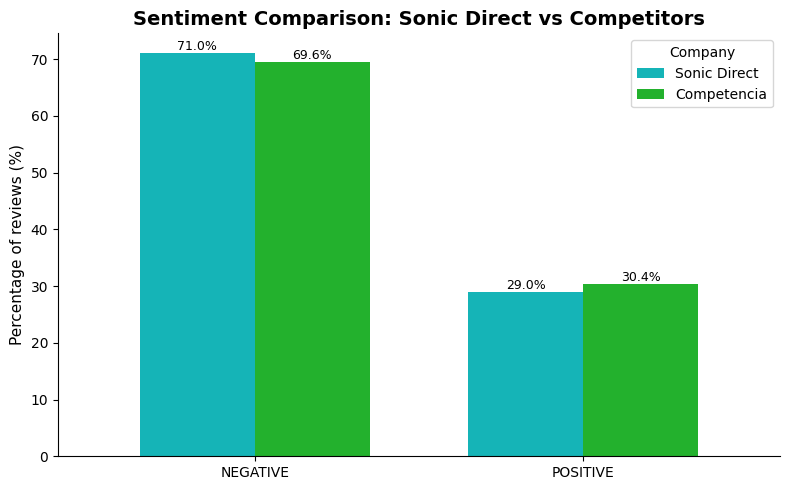 Sentiment Comparison: Sonic Direct vs Competitors
Percentage of reviews (%)
70
60
50
40
30
20
10
0
71.0%
69.6%
29.0%
30.4%
Company
Sonic Direct
Competencia
NEGATIVE
POSITIVE